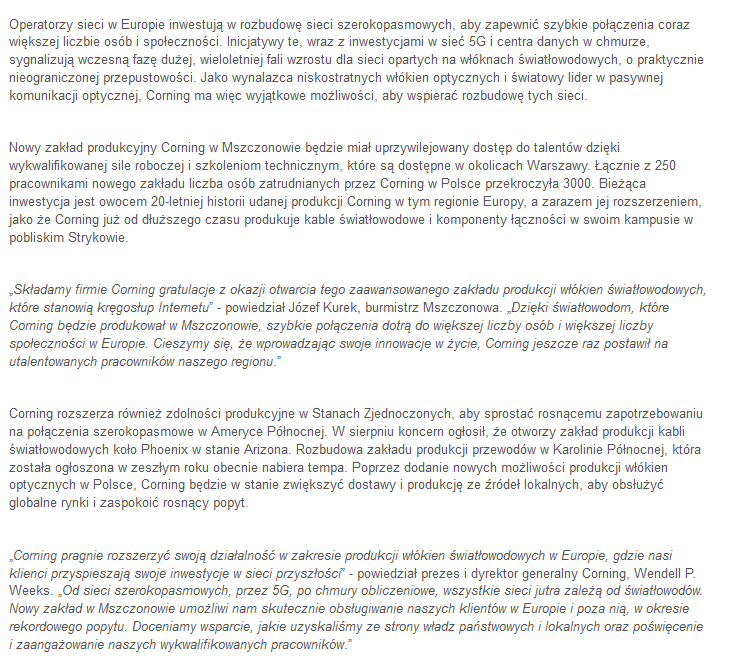 Operatorzy sieci w Europie inwestują w rozbudowę sieci szerokopasmowych, aby zapewnić szybkie połączenia coraz
większej liczbie osób i społeczności. Inicjatywy te, wraz z inwestycjami w sieć 5G i centra danych w chmurze,
sygnalizują wczesną fazę dużej, wieloletniej fali wzrostu dla sieci opartych na włóknach światłowodowych, o praktycznie
nieograniczonej przepustowości. Jako wynalazca niskostratnych włókien optycznych i światowy lider w pasywnej
komunikacji optycznej, Corning ma więc wyjątkowe możliwości, aby wspierać rozbudowę tych sieci.
Nowy zakład produkcyjny Corning w Mszczonowie będzie miał uprzywilejowany dostęp do talentów dzięki
wykwalifikowanej sile roboczej i szkoleniom technicznym, które są dostępne w okolicach Warszawy. Łącznie z 250
pracownikami nowego zakładu liczba osób zatrudnianych przez Corning w Polsce przekroczyła 3000. Bieżąca
inwestycja jest owocem 20-letniej historii udanej produkcji Corning w tym regionie Europy, a zarazem jej rozszerzeniem,
jako że Corning już od dłuższego czasu produkuje kable światłowodowe i komponenty łączności w swoim kampusie w
pobliskim Strykowie.
„Składamy firmie Corning gratulacje z okazji otwarcia tego zaawansowanego zakładu produkcji włókien światłowodowych,
które stanowią kręgosłup Internetu” - powiedział Józef Kurek, burmistrz Mszczonowa. „Dzięki światłowodom, które
Corning będzie produkował w Mszczonowie, szybkie połączenia dotrą do większej liczby osób i większej liczby
społeczności w Europie. Cieszymy się, że wprowadzając swoje innowacje w życie, Corning jeszcze raz postawił na
utalentowanych pracowników naszego regionu.”
Corning rozszerza również zdolności produkcyjne w Stanach Zjednoczonych, aby sprostać rosnącemu zapotrzebowaniu
na połączenia szerokopasmowe w Ameryce Północnej. W sierpniu koncern ogłosił, że otworzy zakład produkcji kabli
światłowodowych koło Phoenix w stanie Arizona. Rozbudowa zakładu produkcji przewodów w Karolinie Północnej, która
została ogłoszona w zeszłym roku obecnie nabiera tempa. Poprzez dodanie nowych możliwości produkcji włókien
optycznych w Polsce, Corning będzie w stanie zwiększyć dostawy i produkcję ze źródeł lokalnych, aby obsłużyć
globalne rynki i zaspokoić rosnący popyt.
„Corning pragnie rozszerzyć swoją działalność w zakresie produkcji włókien światłowodowych w Europie, gdzie nasi
klienci przyspieszają swoje inwestycje w sieci przyszłości” - powiedział prezes i dyrektor generalny Corning, Wendell P.
Weeks. „Od sieci szerokopasmowych, przez 5G, po chmury obliczeniowe, wszystkie sieci jutra zależą od światłowodów.
Nowy zakład w Mszczonowie umożliwi nam skutecznie obsługiwanie naszych klientów w Europie i poza nią, w okresie
rekordowego popytu. Doceniamy wsparcie, jakie uzyskaliśmy ze strony władz państwowych i lokalnych oraz poświęcenie
i zaangażowanie naszych wykwalifikowanych pracowników.”